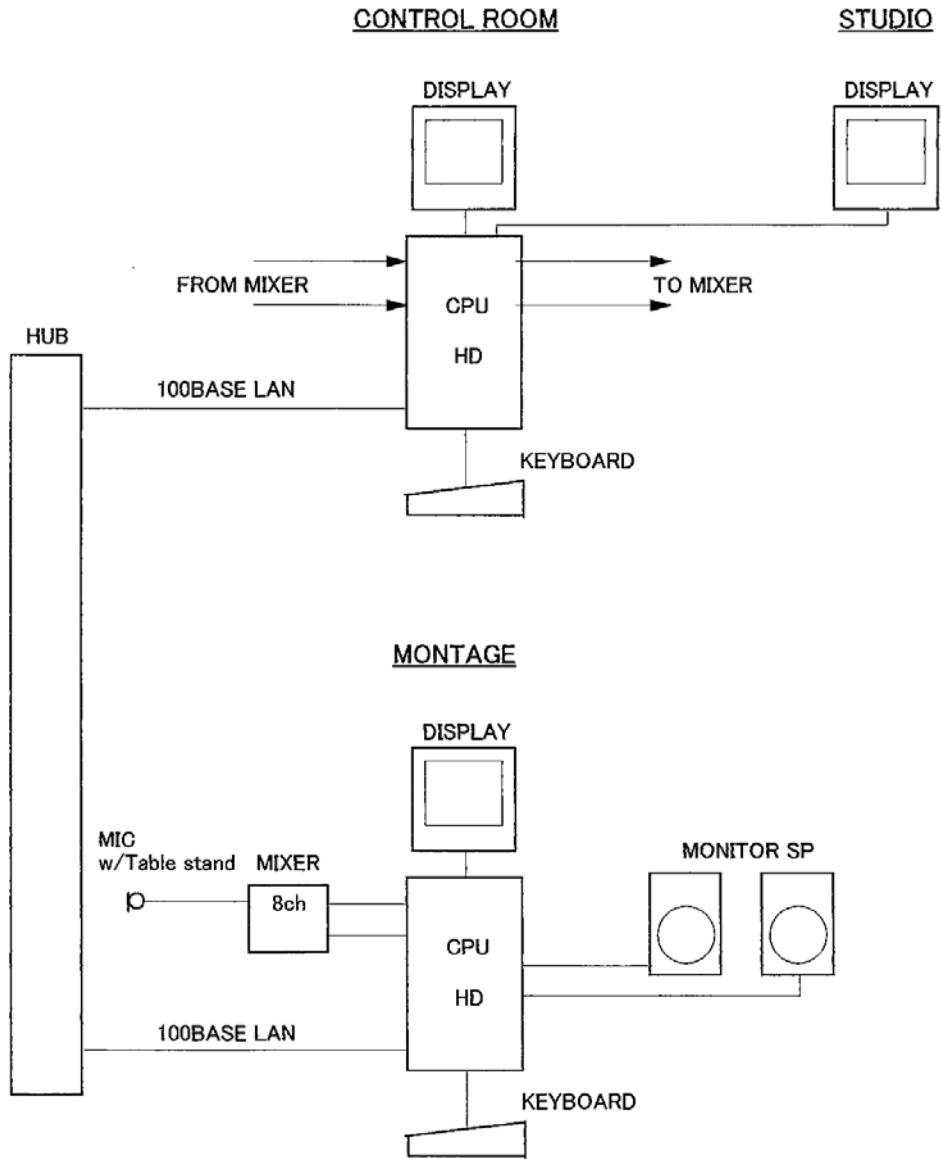 CONTROL ROOM
STUDIO
DISPLAY
DISPLAY
FROM MIXER
TO MIXER
CPU
HD
HUB
100BASE LAN
KEYBOARD
MONTAGE
DISPLAY
MIC
w/Table stand
MIXER
8ch
MONITOR SP
CPU
HD
100BASE LAN
KEYBOARD